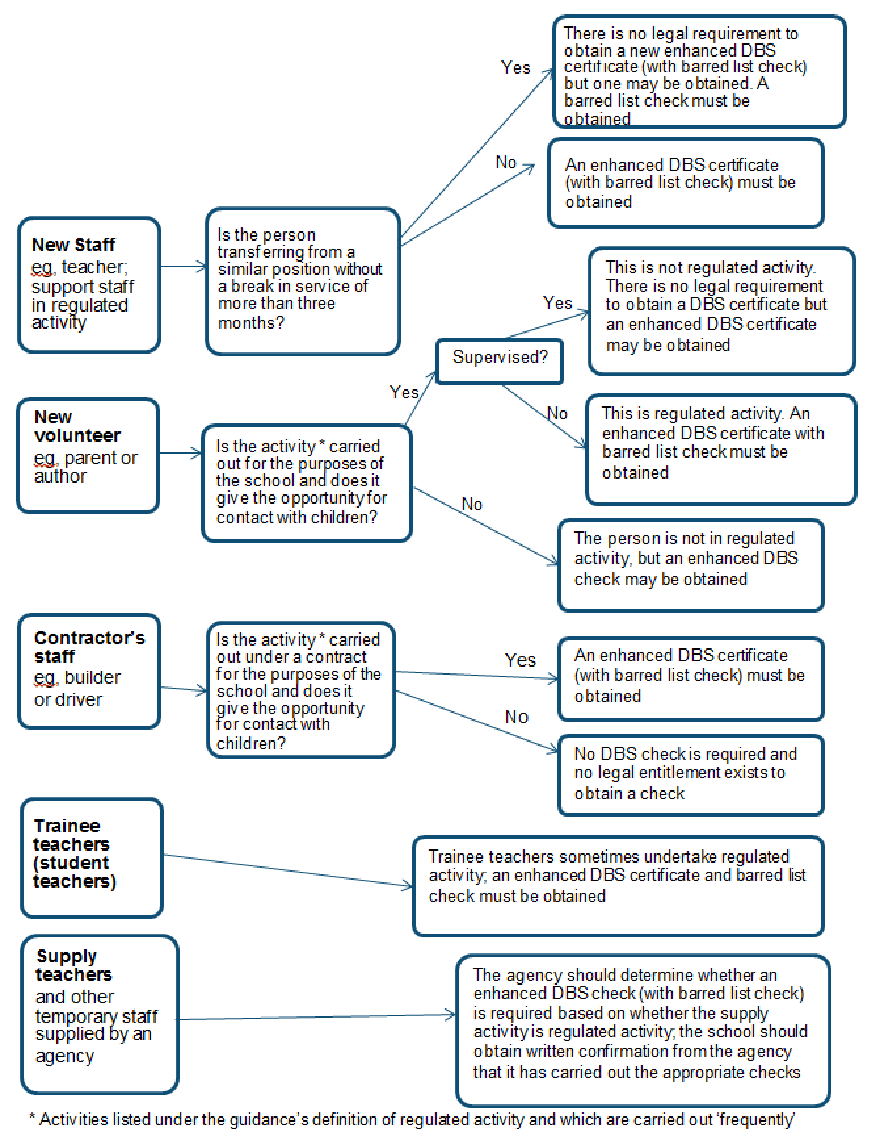 There is no legal requirement to
obtain a new enhanced DBS
certificate (with barred list check)
but one may be obtained. A
barred list check must be
obtained
Yes
No
An enhanced DBS certificate
(with barred list check) must be
obtained
New Staff
eg, teacher;
support staff
in regulated
activity
Is the person
transferring from a
similar position without
a break in service of
more than three
months?
This is not regulated activity.
There is no legal requirement
to obtain a DBS certificate but
an enhanced DBS certificate
may be obtained
Yes
Supervised?
Yes
No
This is regulated activity. An
enhanced DBS certificate with
barred list check must be
obtained
New
volunteer
eg, parent or
author
Is the activity * carried
out for the purposes of
the school and does it
give the opportunity for
contact with children?
No
The person is not in regulated
activity, but an enhanced DBS
check may be obtained
Contractor's
staff
eg, builder
or driver
Is the activity * carried
out under a contract
for the purposes of the
school and does it
give the opportunity
for contact with
children?
Yes
An enhanced DBS certificate
(with barred list check) must be
obtained
No
No DBS check is required and
no legal entitlement exists to
obtain a check
Trainee
teachers
(student
teachers)
Trainee teachers sometimes undertake regulated
activity; an enhanced DBS certificate and barred list
check must be obtained
Supply
teachers
and other
temporary staff
supplied by an
agency
The agency should determine whether an
enhanced DBS check (with barred list check)
is required based on whether the supply
activity is regulated activity; the school should
obtain written confirmation from the agency
that it has carried out the appropriate checks
* Activities listed under the guidance's definition of regulated activity and which are carried out 'frequently'